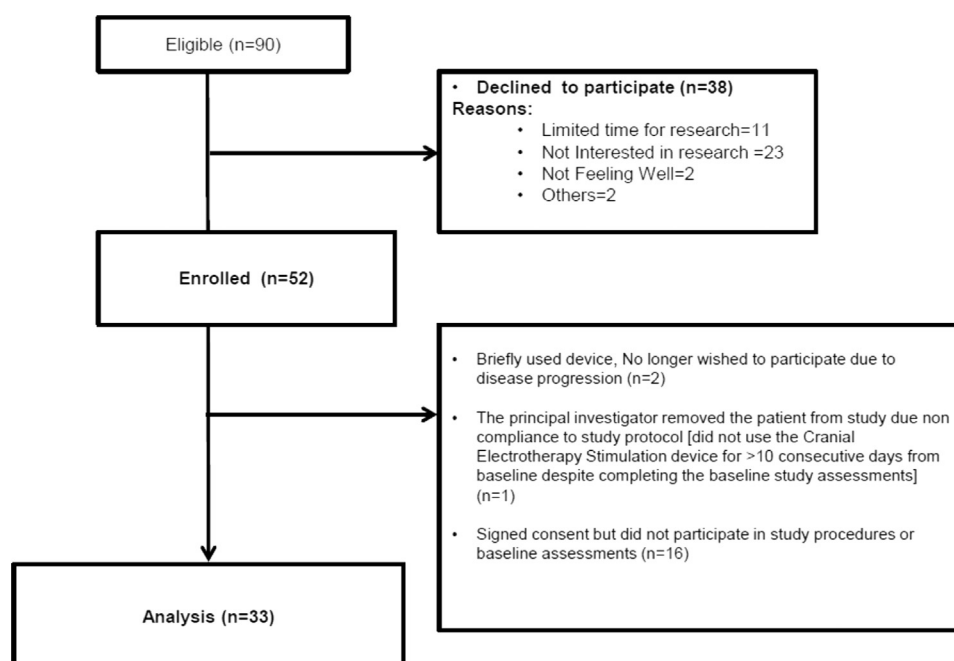 Eligible (n=90)
• Declined to participate (n=38)
Reasons:
• Limited time for research=11
• Not Interested in research =23
• Not Feeling Well=2
• Others=2
Enrolled (n=52)
• Briefly used device, No longer wished to participate due to
disease progression (n=2)
• The principal investigator removed the patient from study due non
compliance to study protocol [did not use the Cranial
Electrotherapy Stimulation device for >10 consecutive days from
baseline despite completing the baseline study assessments]
(n=1)
• Signed consent but did not participate in study procedures or
baseline assessments (n=16)
Analysis (n=33)